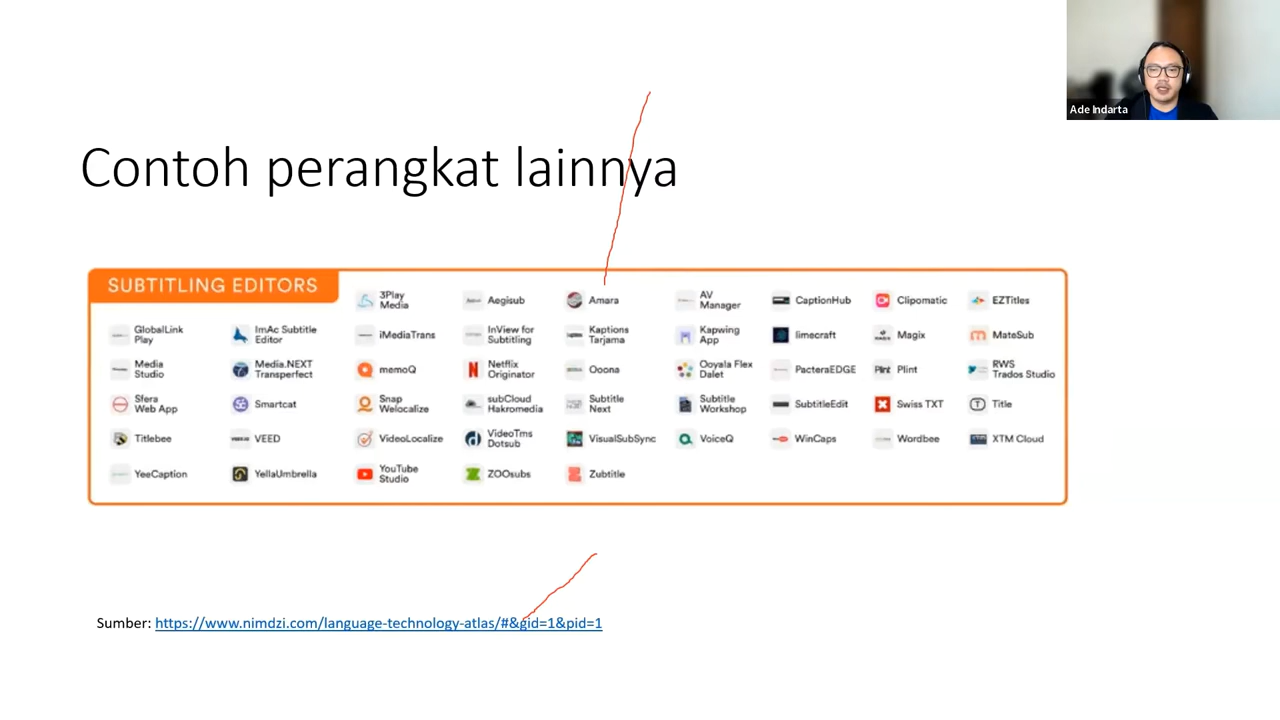 Ade Indarta
Contoh perangkat lainnya
SUBTITLING EDITORS
3Play Media
Aegisub
Amara
AV Manager
CaptionHub
Clipomatic
EZTitles
GlobalLink Play
ImAc Subtitle Editor
iMediaTrans
InView for Subtitling
Kaptions Tarjama
Kapwing App
limecraft
Magix
MateSub
Media Studio
Media.NEXT Transperfect
memoQ
Netflix Originator
Ooona
Ooyala Flex Dalet
PacteraEDGE
Plint
RWS Trados Studio
Sfera Web App
Smartcat
Snap Welocalize
subCloud Hakromedia
Subtitle Next
Subtitle Workshop
SubtitleEdit
Swiss TXT
Title
Titlebee
VEED
VideoLocalize
VideoTms Dotsub
VisualSubSync
VoiceQ
WinCaps
Wordbee
XTM Cloud
YeeCaption
YellaUmbrella
YouTube Studio
ZOOsubs
Zubtitle
Sumber: https://www.nimdzi.com/language-technology-atlas/#&gid=1&pid=1